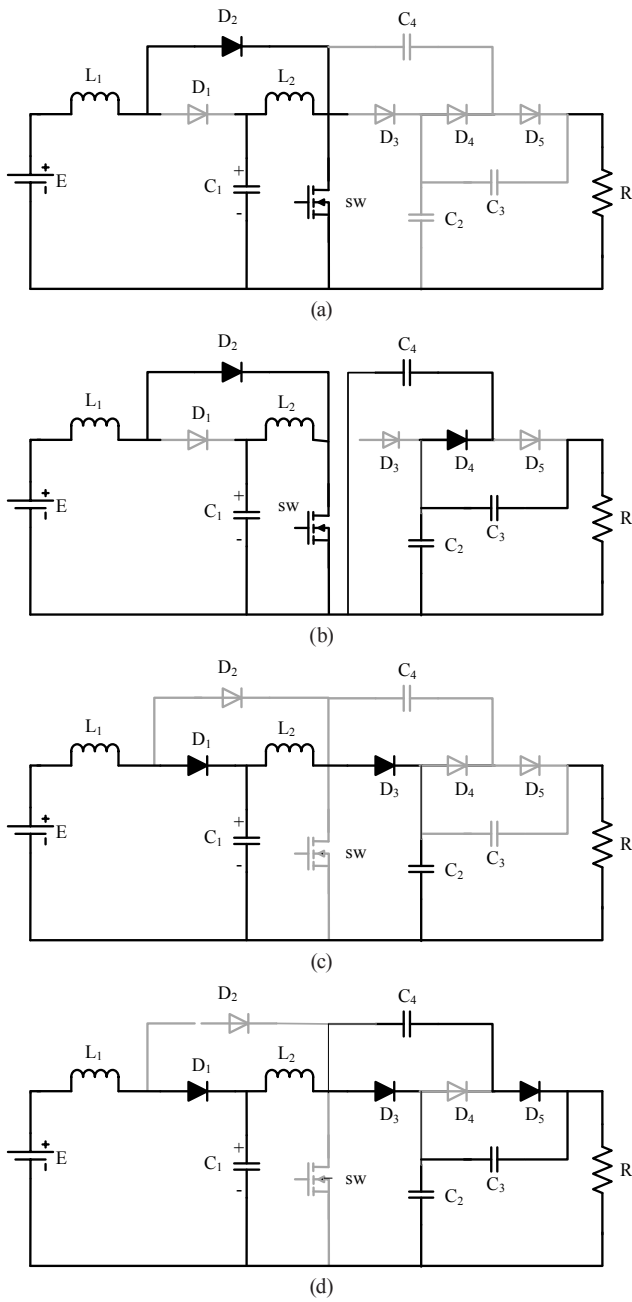 D2
C4
L1
D1
L2
D3
D4
D5
+
E
-
C1
+
-
sw
C2
C3
R
(a)
D2
C4
L1
D1
L2
D3
D4
D5
+
E
-
C1
+
-
sw
C2
C3
R
(b)
D2
C4
L1
D1
L2
D3
D4
D5
+
E
-
C1
+
-
sw
C2
C3
R
(c)
D2
C4
L1
D1
L2
D3
D4
D5
+
E
-
C1
+
-
sw
C2
C3
R
(d)